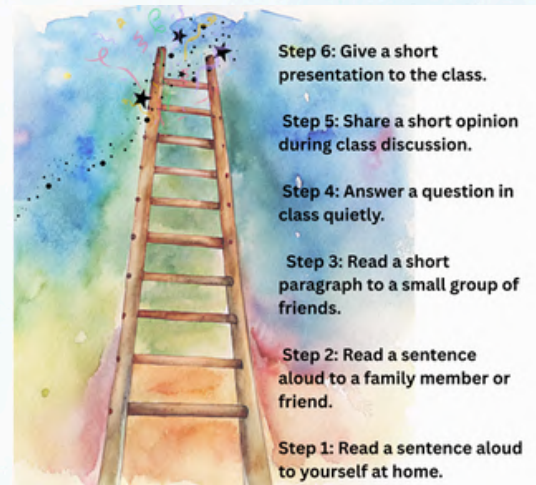 Step 6: Give a short
presentation to the class.
Step 5: Share a short opinion
during class discussion.
Step 4: Answer a question in
class quietly.
Step 3: Read a short
paragraph to a small group of
friends.
Step 2: Read a sentence
aloud to a family member or
friend.
Step 1: Read a sentence aloud
to yourself at home.